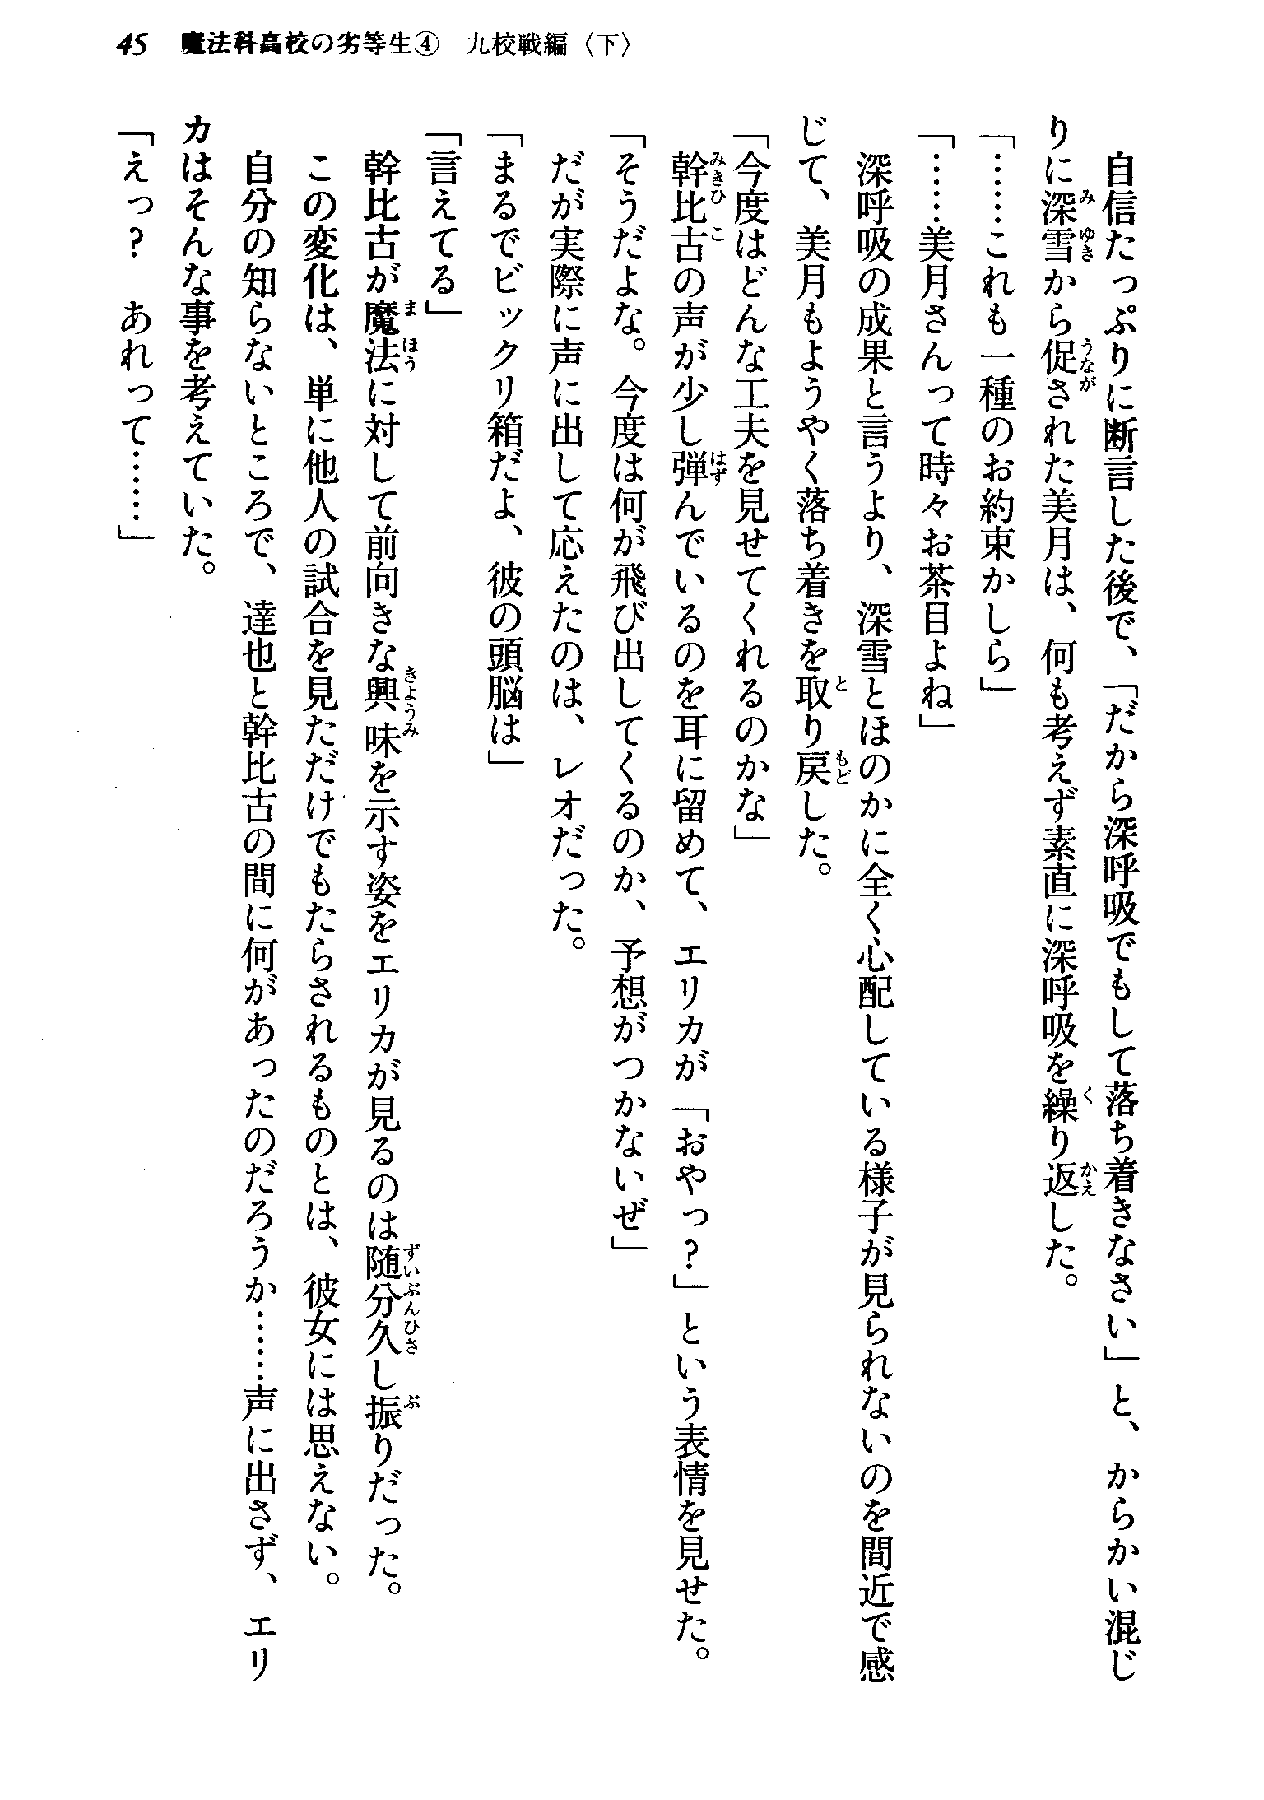 45 魔法科高校の劣等生④ 九校戦編〈下〉
　自信たっぷりに断言した後で、「だから深呼吸でもして落ち着きなさい」と、からかい混じ
りに深雪から促された美月は、何も考えず素直に深呼吸を繰り返した。
「……これも一種のお約束かしら」
「……美月さんって時々お茶目よね」
　深呼吸の成果と言うより、深雪とほのかに全く心配している様子が見られないのを間近で感
じて、美月もようやく落ち着きを取り戻した。
「今度はどんな工夫を見せてくれるのかな」
　幹比古の声が少し弾んでいるのを耳に留めて、エリカが「おやっ？」という表情を見せた。
「そうだよな。今度は何が飛び出してくるのか、予想がつかないぜ」
　だが実際に声に出して応えたのは、レオだった。
「まるでビックリ箱だよ、彼の頭脳は」
「言えてる」
　幹比古が魔法に対して前向きな興味を示す姿をエリカが見るのは随分久し振りだった。
　この変化は、単に他人の試合を見ただけでもたらされるものとは、彼女には思えない。
　自分の知らないところで、達也と幹比古の間に何があったのだろうか……声に出さず、エリ
カはそんな事を考えていた。
「えっ？　あれって……」